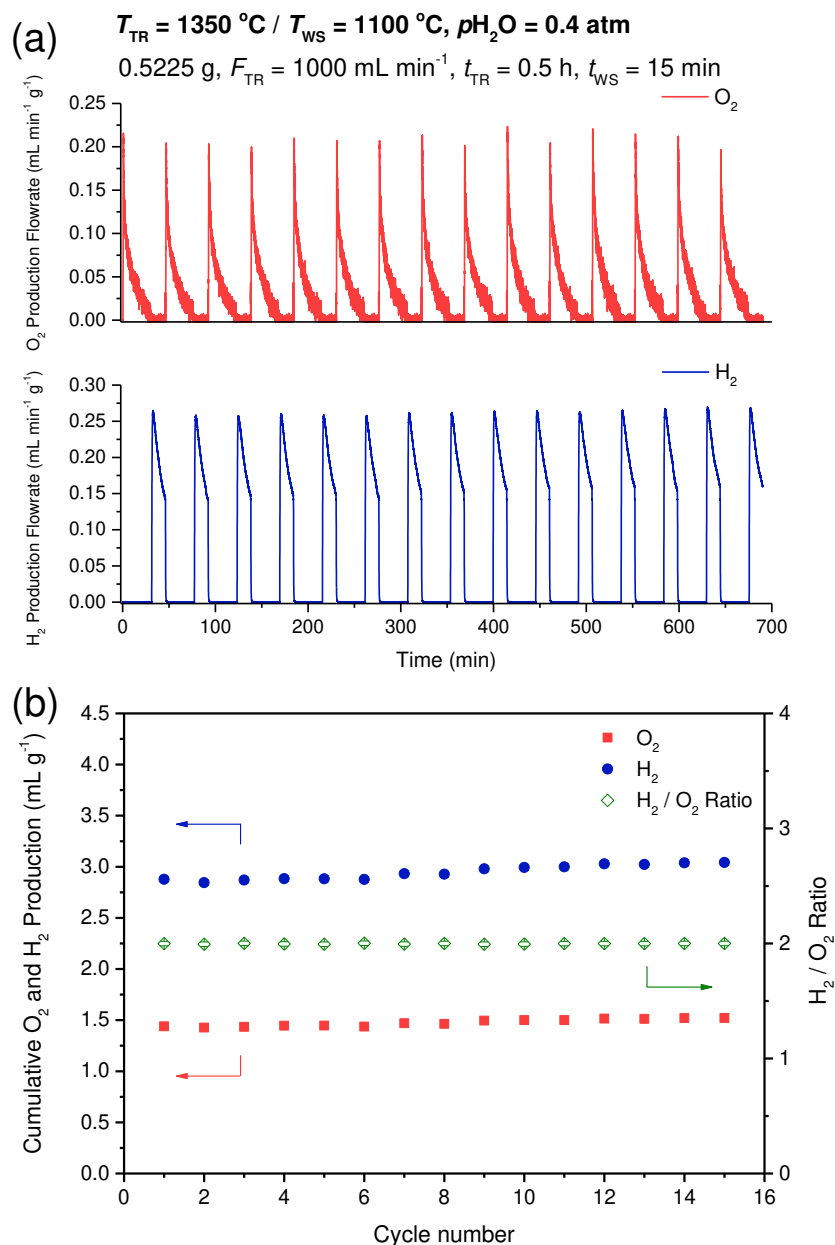 (a)
T_TR = 1350 °C / T_WS = 1100 °C, pH₂O = 0.4 atm
0.5225 g, F_TR = 1000 mL min⁻¹, t_TR = 0.5 h, t_WS = 15 min
O₂
O₂ Production Flowrate (mL min⁻¹ g⁻¹)
0.25
0.20
0.15
0.10
0.05
0.00
H₂
H₂ Production Flowrate (mL min⁻¹ g⁻¹)
0.30
0.25
0.20
0.15
0.10
0.05
0.00
0 100 200 300 400 500 600 700
Time (min)
(b)
Cumulative O₂ and H₂ Production (mL g⁻¹)
4.5
4.0
3.5
3.0
2.5
2.0
1.5
1.0
0.5
0.0
O₂
H₂
H₂ / O₂ Ratio
4
3
2
1
0
H₂ / O₂ Ratio
0 2 4 6 8 10 12 14 16
Cycle number